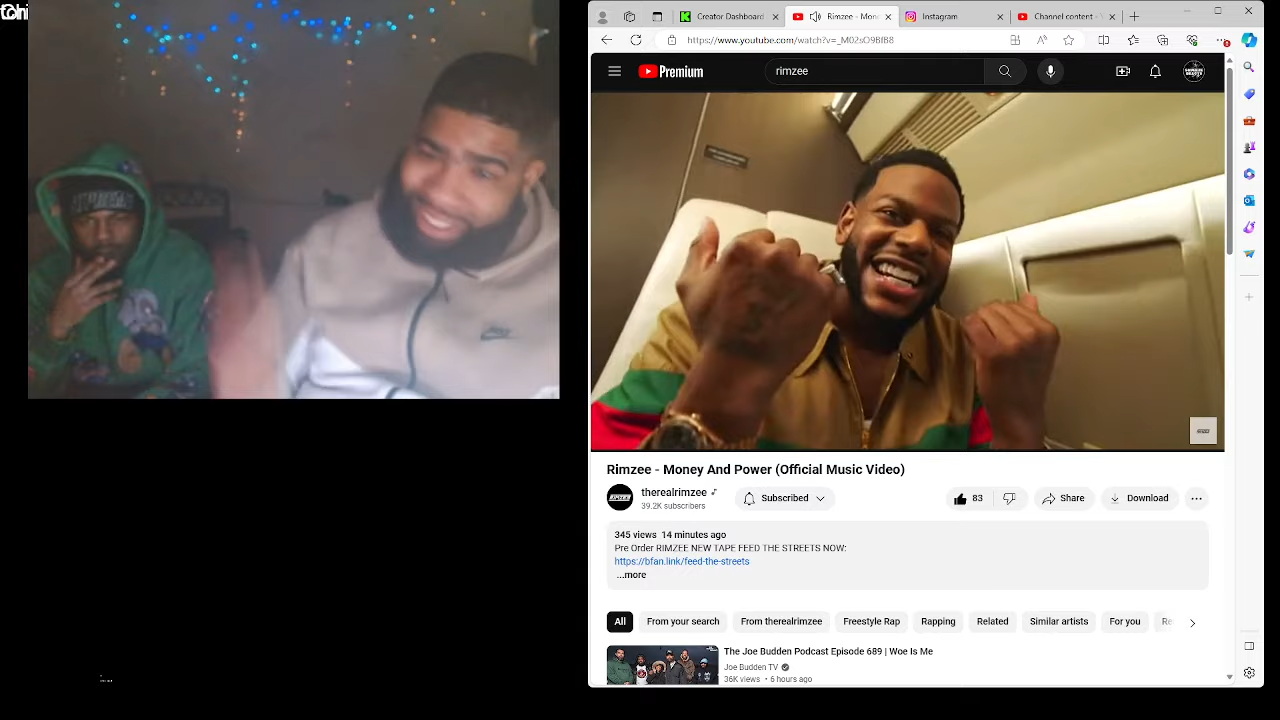 Creator Dashboard
Rimzee - Mone
Instagram
Channel content - Y
https://www.youtube.com/watch?v=_M02sO9BfB8
Premium
rimzee
Rimzee - Money And Power (Official Music Video)
therealrimzee
39.2K subscribers
Subscribed
83
Share
Download
345 views 14 minutes ago
Pre Order RIMZEE NEW TAPE FEED THE STREETS NOW:
https://bfan.link/feed-the-streets
...more
All
From your search
From therealrimzee
Freestyle Rap
Rapping
Related
Similar artists
For you
Re
The Joe Budden Podcast Episode 689 | Woe Is Me
Joe Budden TV
36K views • 6 hours ago